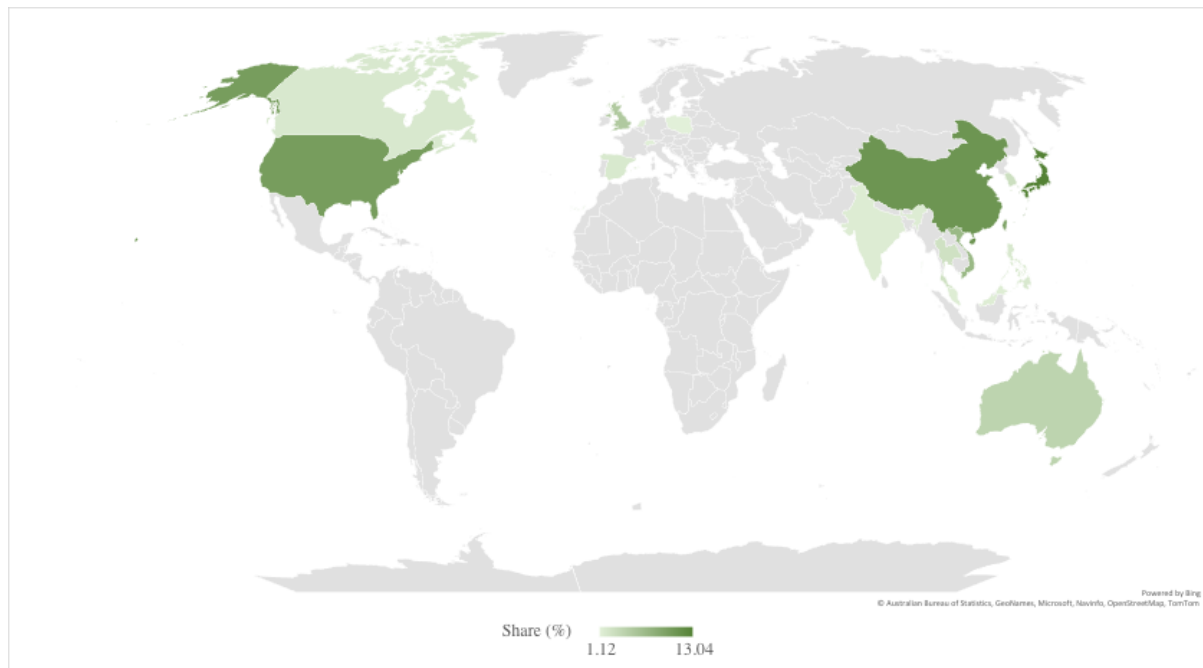 Powered by Bing
© Australian Bureau of Statistics, GeoNames, Microsoft, Navinfo, OpenStreetMap, TomTom
Share (%)
1.12 13.04